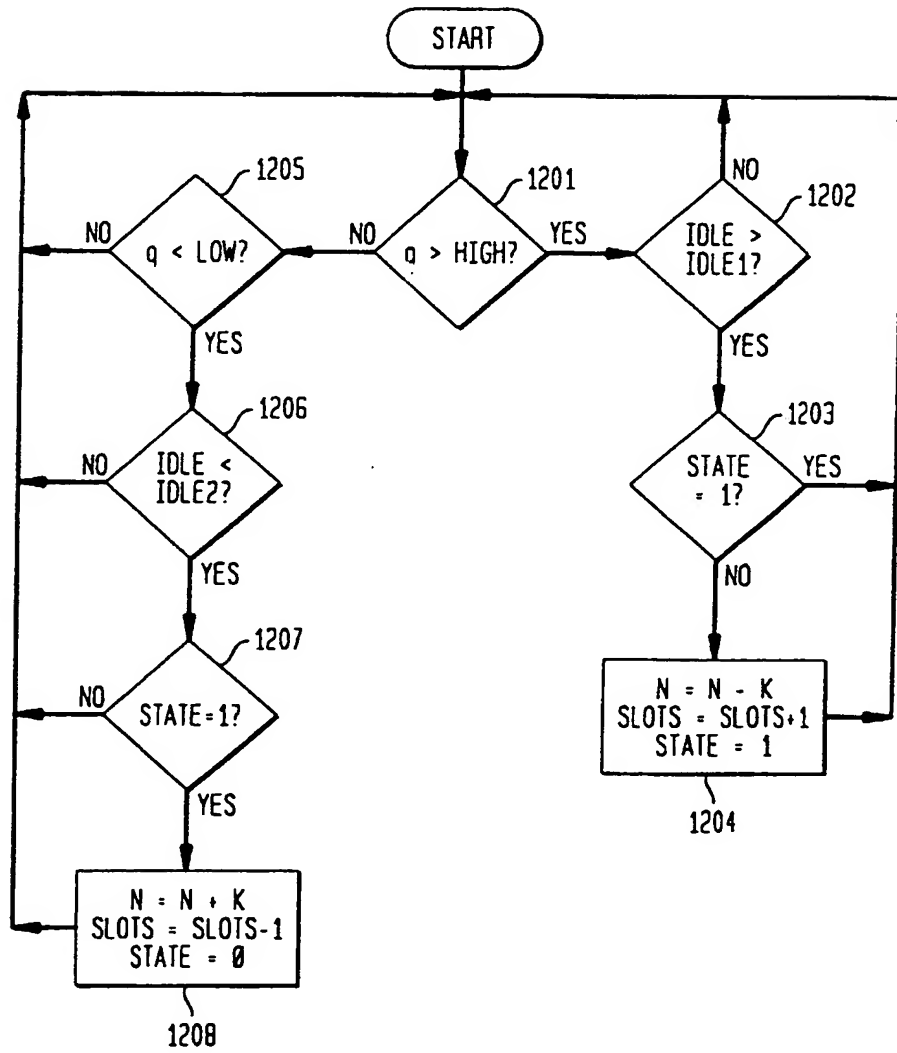 START
1205
1201
1202
NO
q < LOW?
NO
q > HIGH?
YES
IDLE >
IDLE1?
NO
YES
YES
1206
1203
NO
IDLE <
IDLE2?
STATE
= 1?
YES
YES
NO
1207
NO
STATE=1?
N = N - K
SLOTS = SLOTS+1
STATE = 1
YES
1204
N = N + K
SLOTS = SLOTS-1
STATE = 0
1208